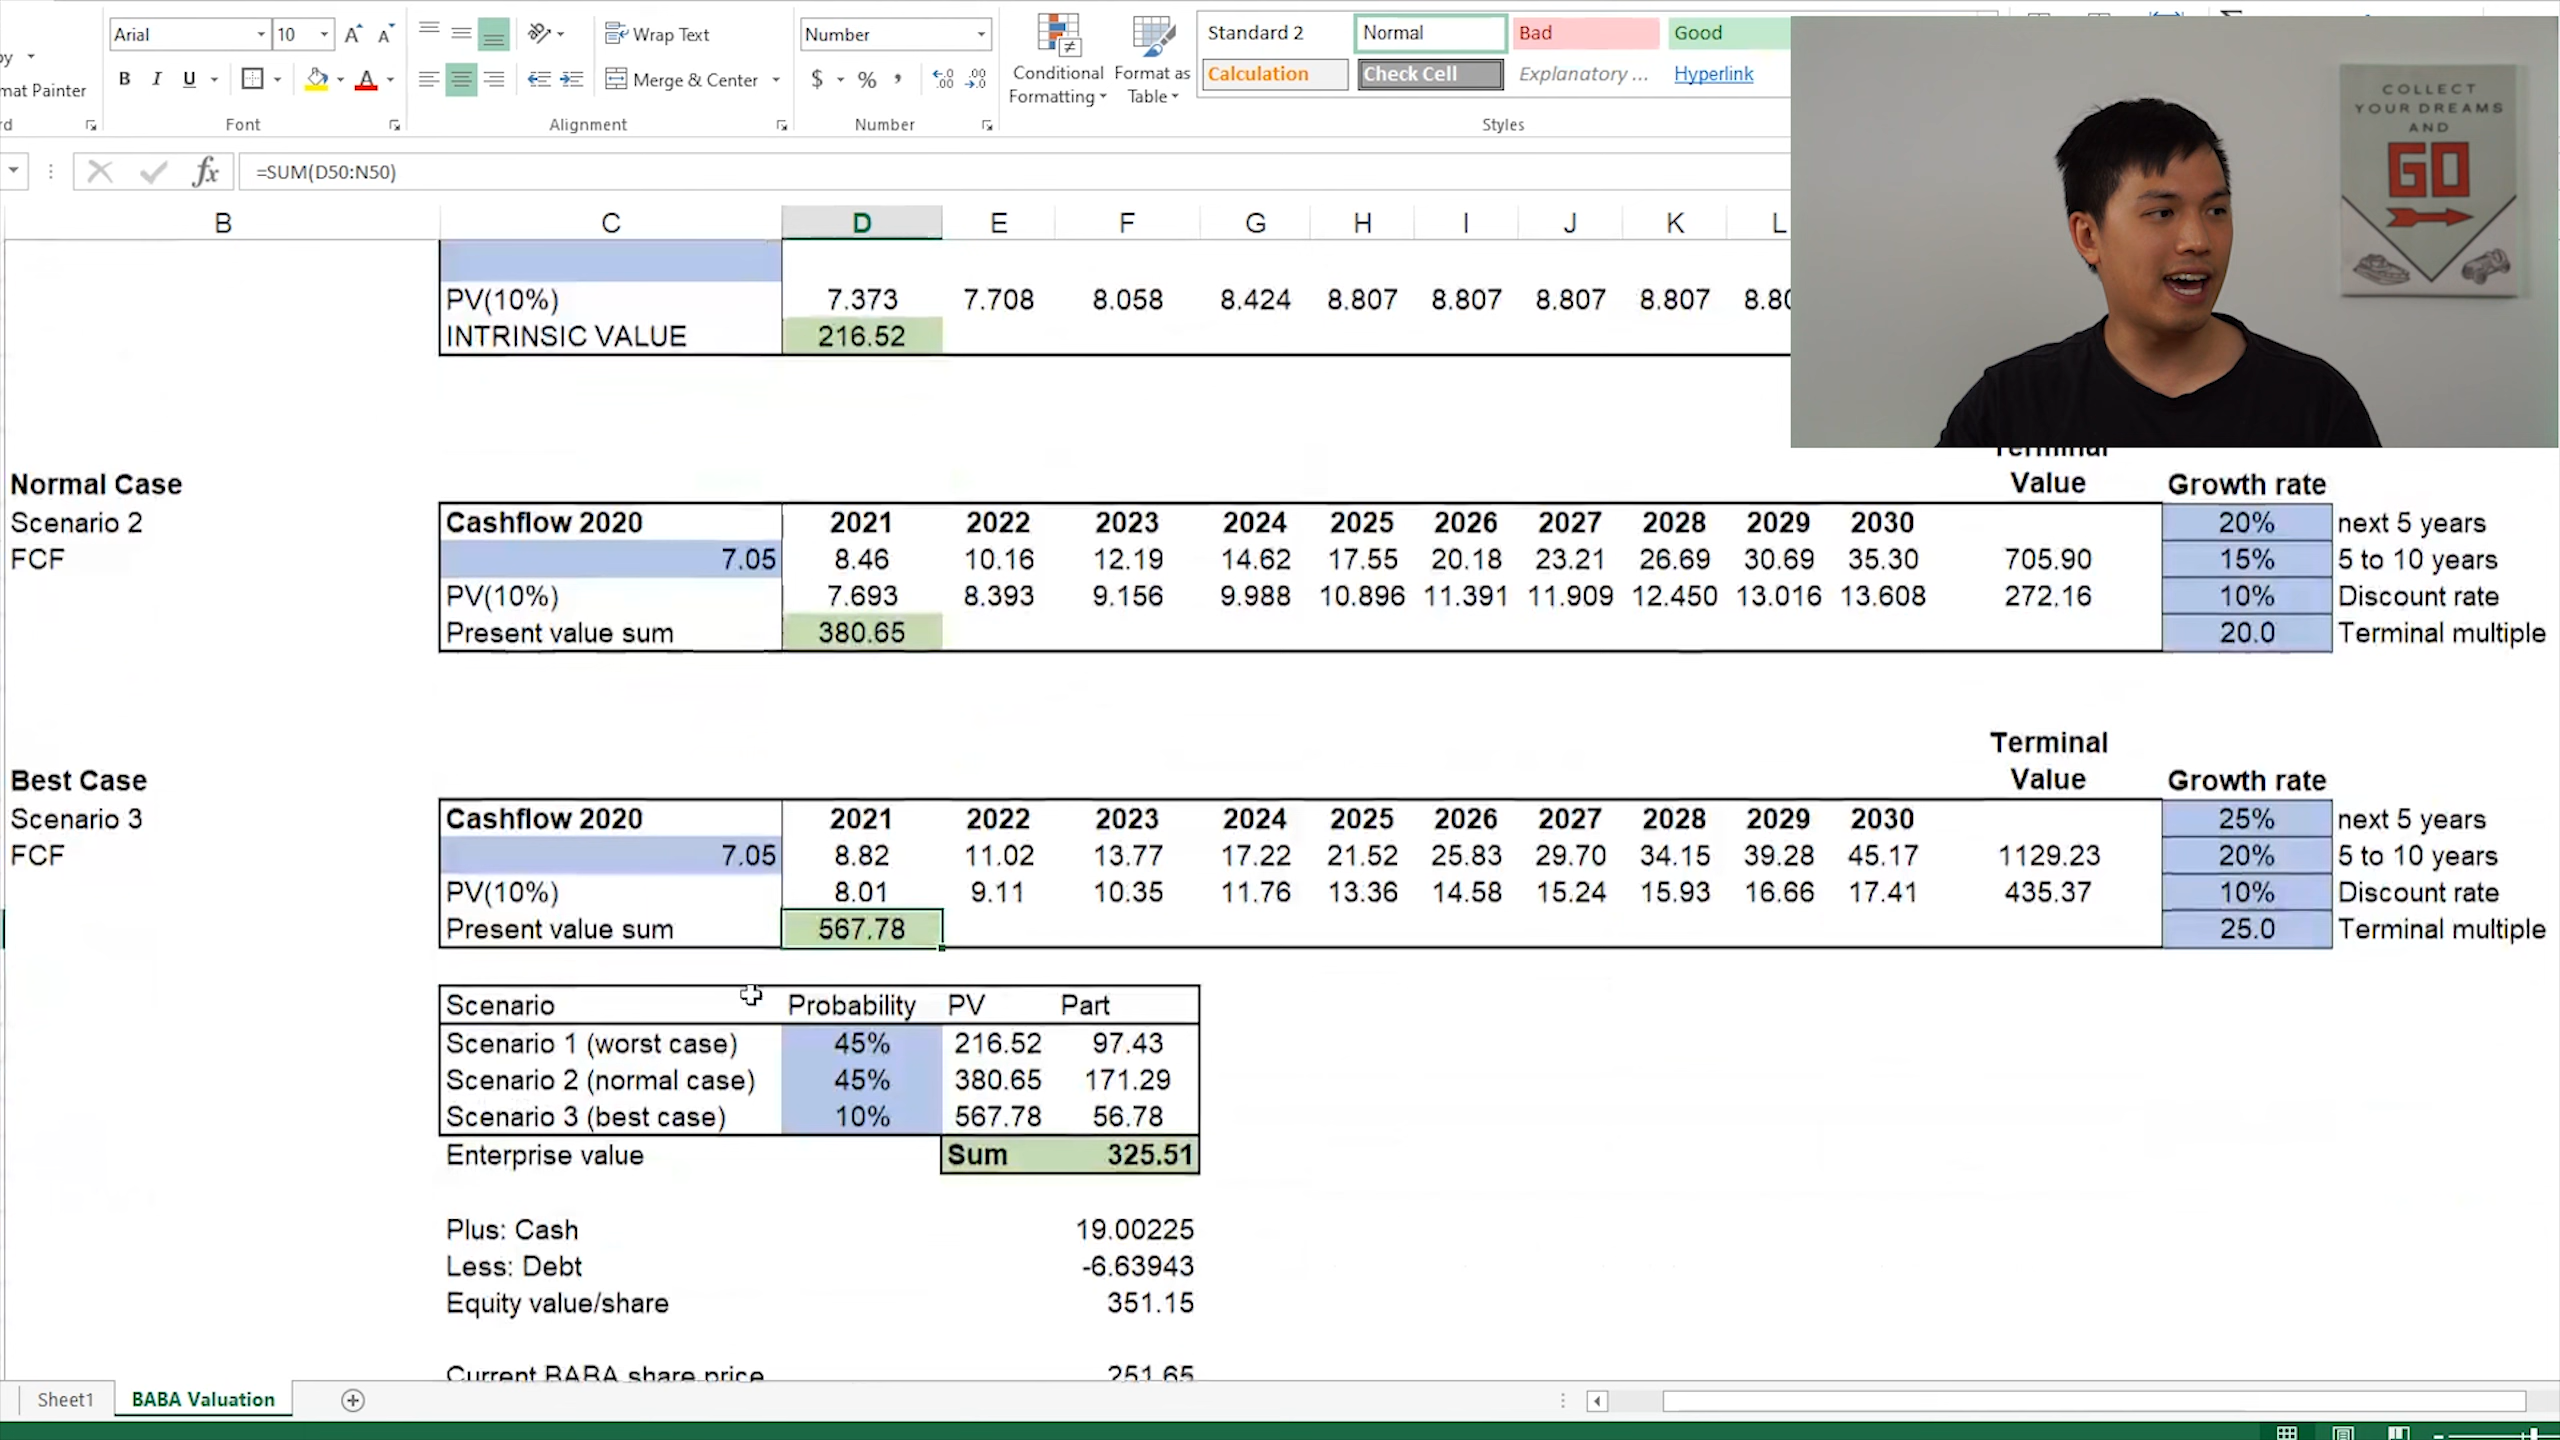 Arial 10 Wrap Text Number Standard 2 Normal Bad Good
B I U Merge & Center $ % , Conditional Formatting Format as Table Calculation Check Cell Explanatory ... Hyperlink
mat Painter
Font Alignment Number Styles
fx =SUM(D50:N50)
B C D E F G H I J K L
COLLECT
YOUR DREAMS
AND
GO
PV(10%) 7.373 7.708 8.058 8.424 8.807 8.807 8.807 8.807 8.80
INTRINSIC VALUE 216.52
Terminal
Normal Case Value Growth rate
Scenario 2 Cashflow 2020 2021 2022 2023 2024 2025 2026 2027 2028 2029 2030 20% next 5 years
FCF 7.05 8.46 10.16 12.19 14.62 17.55 20.18 23.21 26.69 30.69 35.30 705.90 15% 5 to 10 years
PV(10%) 7.693 8.393 9.156 9.988 10.896 11.391 11.909 12.450 13.016 13.608 272.16 10% Discount rate
Present value sum 380.65 20.0 Terminal multiple
Terminal
Best Case Value Growth rate
Scenario 3 Cashflow 2020 2021 2022 2023 2024 2025 2026 2027 2028 2029 2030 25% next 5 years
FCF 7.05 8.82 11.02 13.77 17.22 21.52 25.83 29.70 34.15 39.28 45.17 1129.23 20% 5 to 10 years
PV(10%) 8.01 9.11 10.35 11.76 13.36 14.58 15.24 15.93 16.66 17.41 435.37 10% Discount rate
Present value sum 567.78 25.0 Terminal multiple
Scenario Probability PV Part
Scenario 1 (worst case) 45% 216.52 97.43
Scenario 2 (normal case) 45% 380.65 171.29
Scenario 3 (best case) 10% 567.78 56.78
Enterprise value Sum 325.51
Plus: Cash 19.00225
Less: Debt -6.63943
Equity value/share 351.15
Current BABA share price 251.65
Sheet1 BABA Valuation